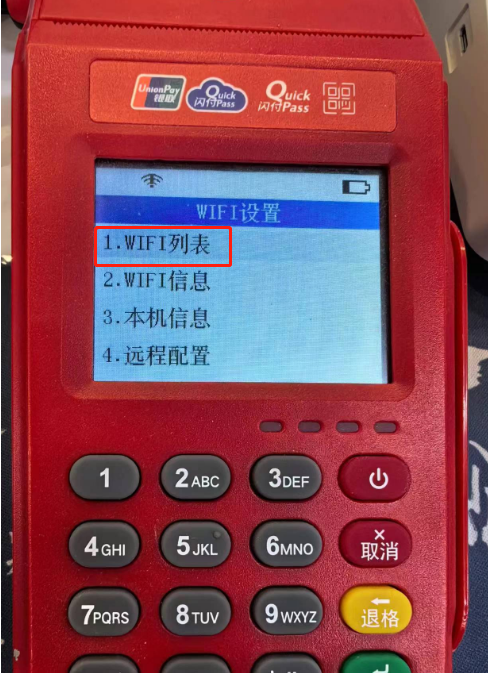 UnionPay 银联 Quick 闪付Pass Quick 闪付Pass
WIFI设置
1.WIFI列表
2.WIFI信息
3.本机信息
4.远程配置
1 2ABC 3DEF
4GHI 5JKL 6MNO × 取消
7PQRS 8TUV 9WXYZ ← 退格